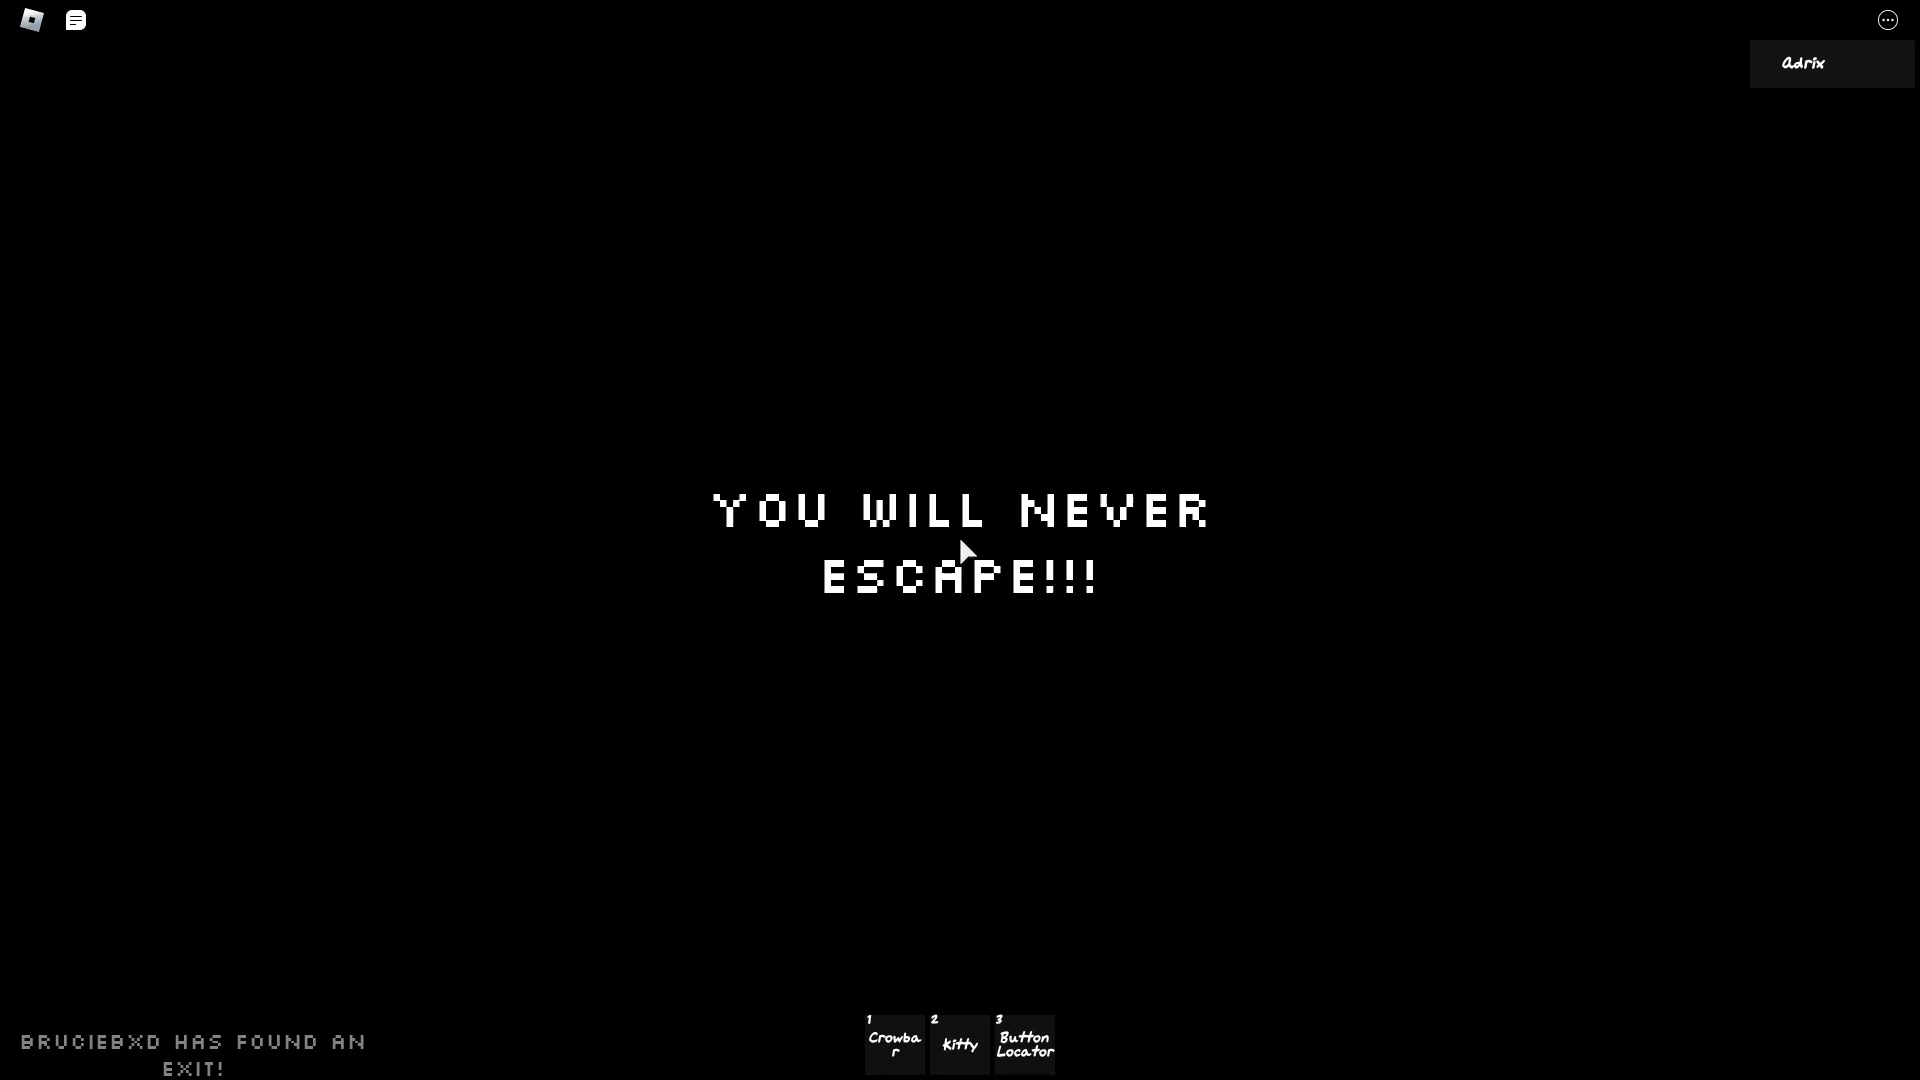 Adrix
YOU WILL NEVER
ESCAPE!!!
BRUCIEBXD HAS FOUND AN
EXIT!
1
Crowba
r
2
Kitty
3
Button
Locator